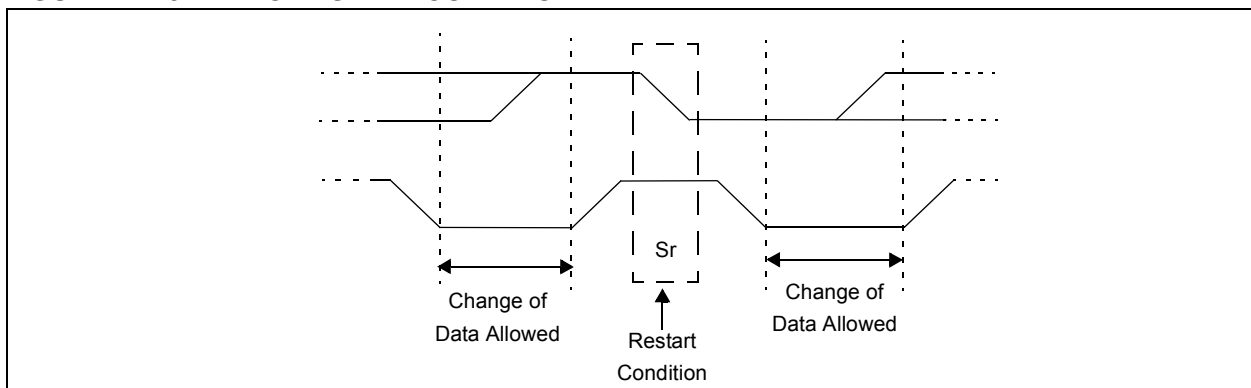 Sr
Change of
Data Allowed
Restart
Condition
Change of
Data Allowed